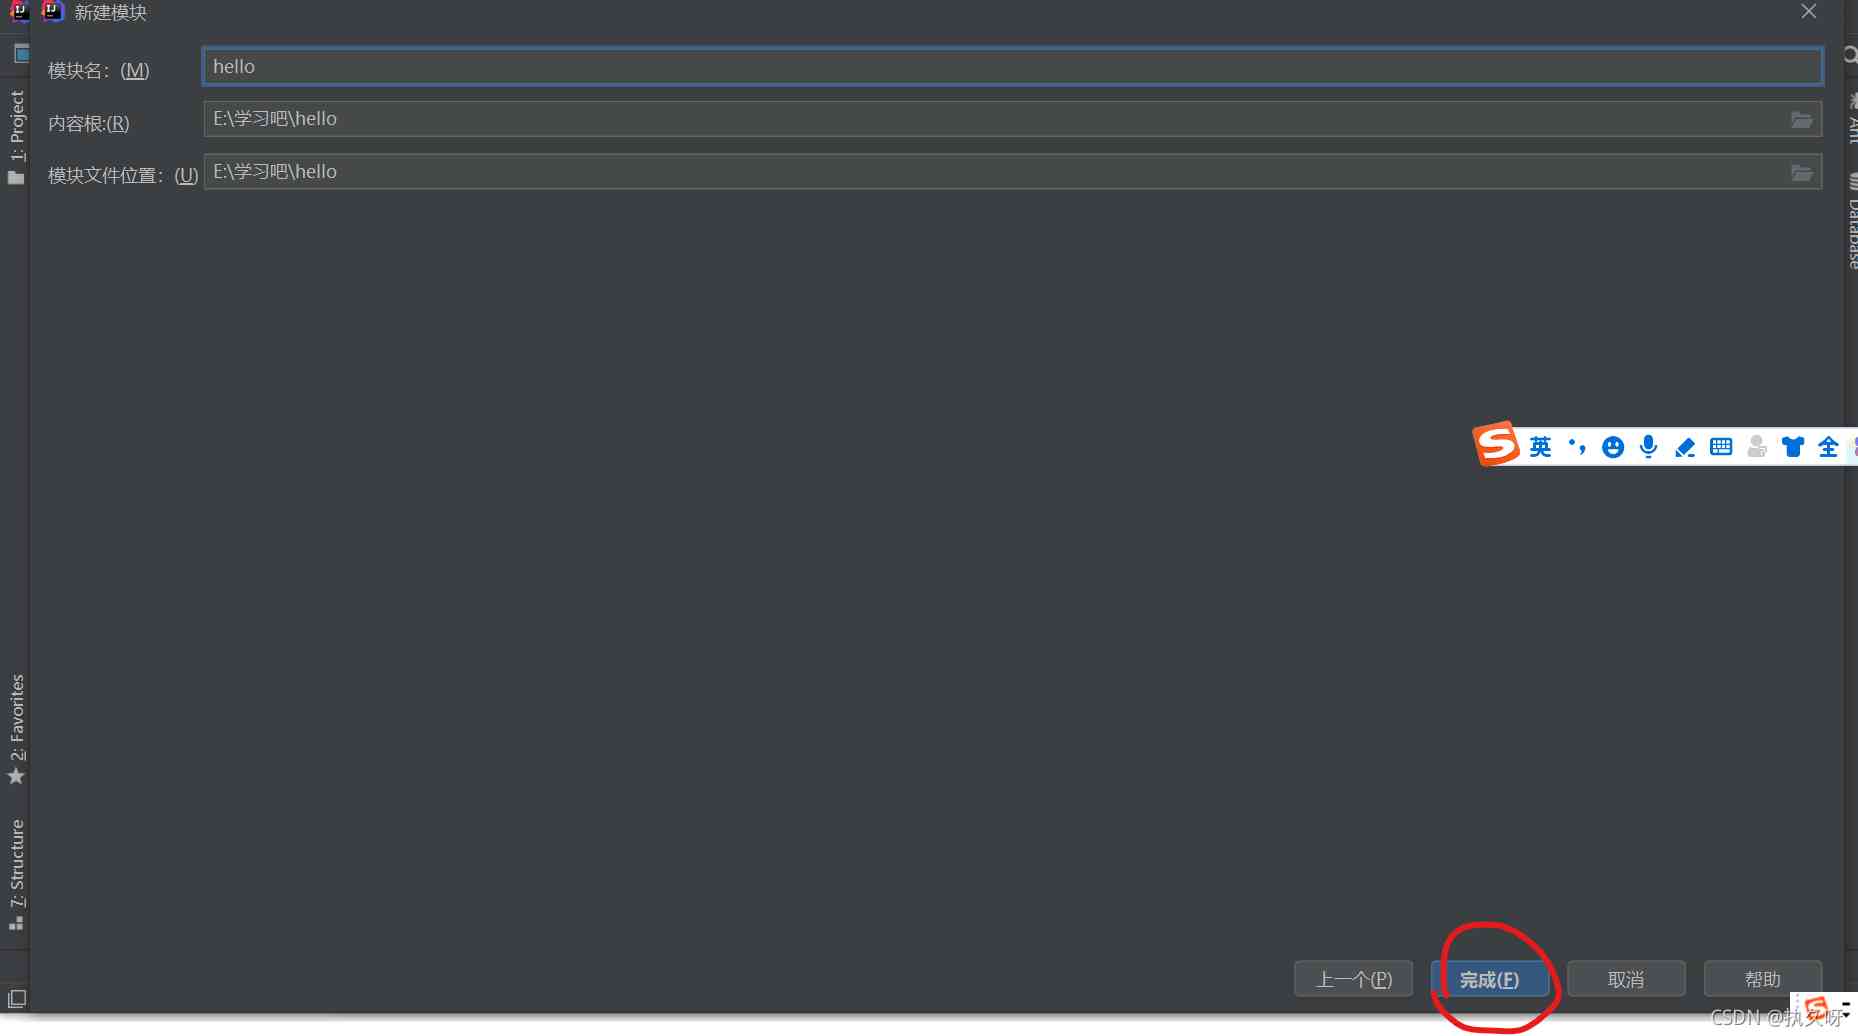 新建模块
模块名：(M)
hello
内容根:(R)
E:\学习吧\hello
模块文件位置：(U)
E:\学习吧\hello
1: Project
2: Favorites
7: Structure
Ant
Database
英
全
上一个(P)
完成(F)
取消
帮助
CSDN @执久呀